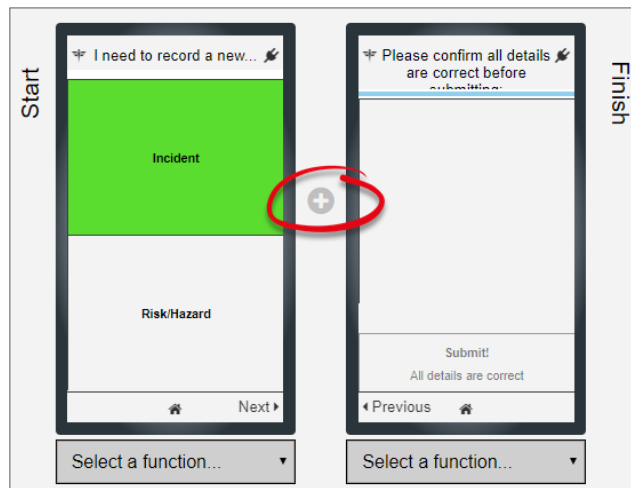 Start
I need to record a new...
Incident
Risk/Hazard
Next
Select a function...
Please confirm all details
are correct before
submitting:
Submit!
All details are correct
Previous
Select a function...
Finish